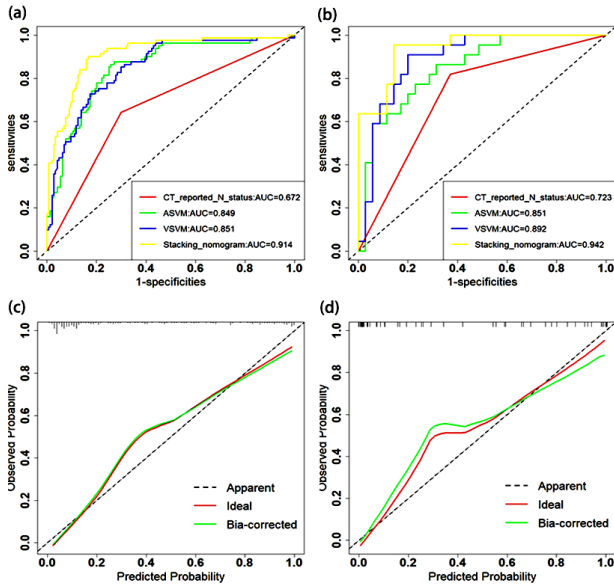 (a)
(b)
sensitivities
1.0
0.8
0.6
0.4
0.2
0.0
CT_reported_N_status:AUC=0.672
ASVM:AUC=0.849
VSVM:AUC=0.851
Stacking_nomogram:AUC=0.914
0.0 0.2 0.4 0.6 0.8 1.0
1-specificities
sensitivities
1.0
0.8
0.6
0.4
0.2
0.0
CT_reported_N_status:AUC=0.723
ASVM:AUC=0.851
VSVM:AUC=0.892
Stacking_nomogram:AUC=0.942
0.0 0.2 0.4 0.6 0.8 1.0
1-specificities
(c)
(d)
Observed Probability
1.0
0.8
0.6
0.4
0.2
0.0
Apparent
Ideal
Bia-corrected
0.0 0.2 0.4 0.6 0.8 1.0
Predicted Probability
Observed Probability
1.0
0.8
0.6
0.4
0.2
0.0
Apparent
Ideal
Bia-corrected
0.0 0.2 0.4 0.6 0.8 1.0
Predicted Probability